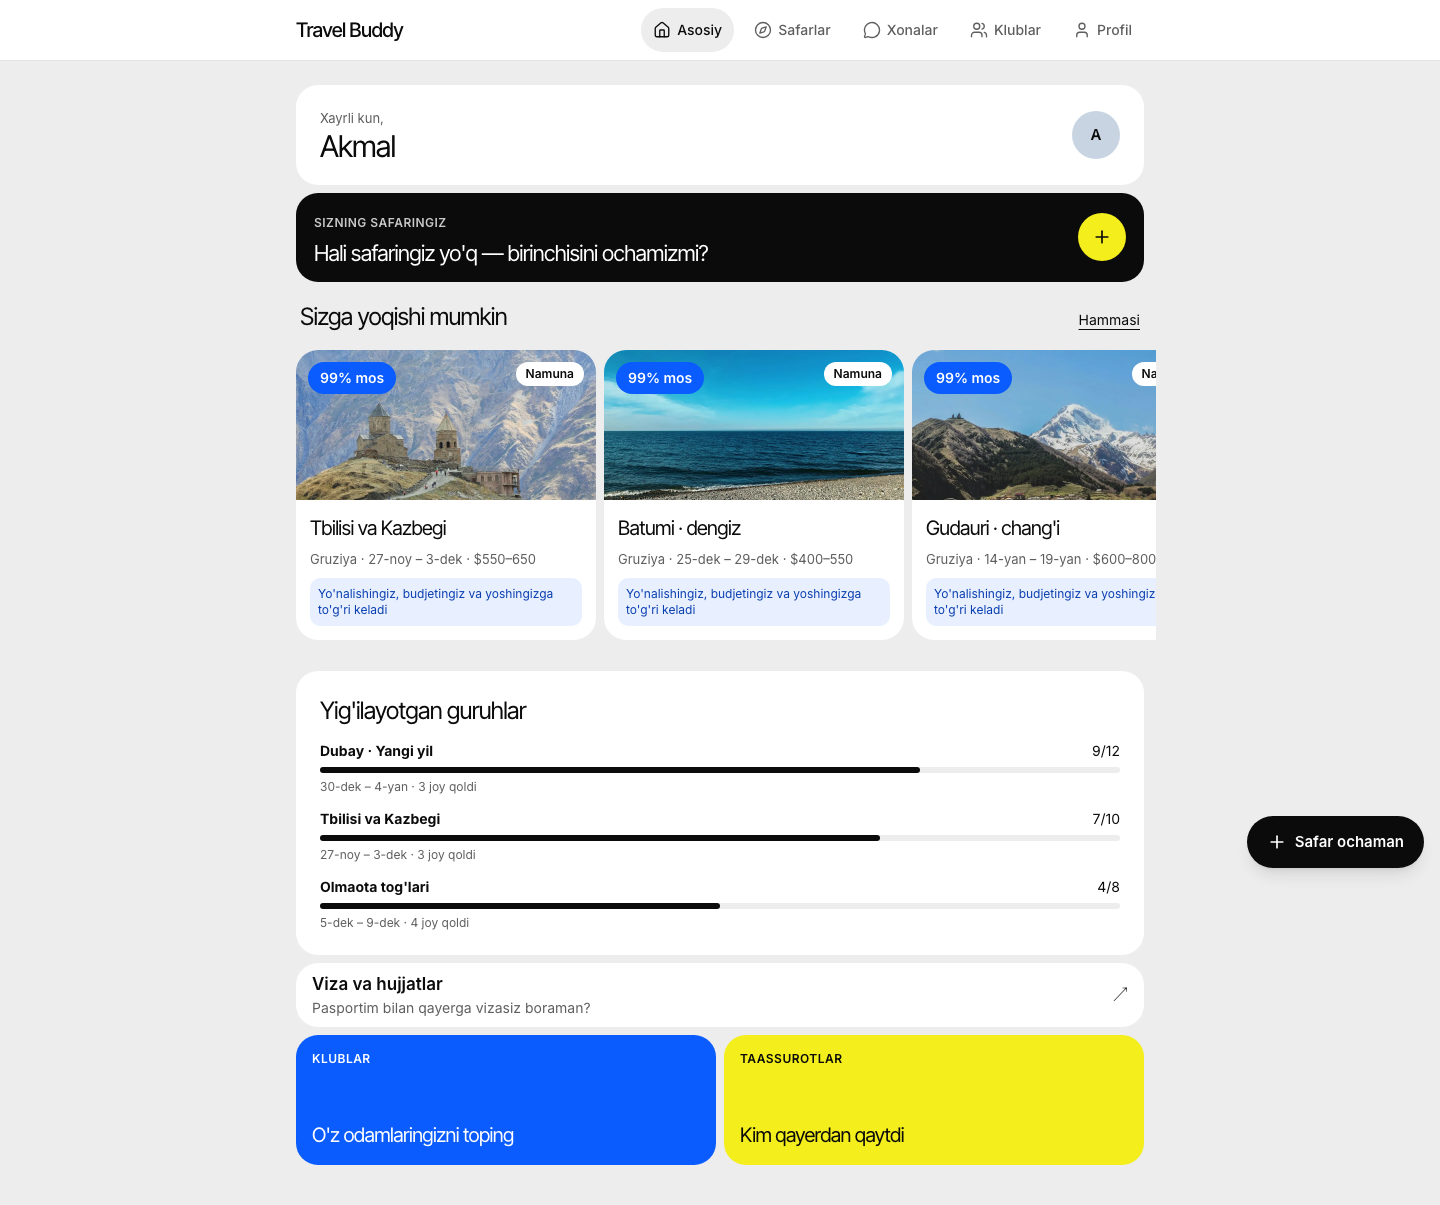 Travel Buddy
Asosiy
Safarlar
Xonalar
Klublar
Profil
Xayrli kun,
Akmal
A
SIZNING SAFARINGIZ
Hali safaringiz yo'q — birinchisini ochamizmi?
Sizga yoqishi mumkin
Hammasi
99% mos
Namuna
Tbilisi va Kazbegi
Gruziya · 27-noy – 3-dek · $550–650
Yo'nalishingiz, budjetingiz va yoshingizga
to'g'ri keladi
99% mos
Namuna
Batumi · dengiz
Gruziya · 25-dek – 29-dek · $400–550
Yo'nalishingiz, budjetingiz va yoshingizga
to'g'ri keladi
99% mos
Na
Gudauri · chang'i
Gruziya · 14-yan – 19-yan · $600–800
Yo'nalishingiz, budjetingiz va yoshingiz
to'g'ri keladi
Yig'ilayotgan guruhlar
Dubay · Yangi yil
9/12
30-dek – 4-yan · 3 joy qoldi
Tbilisi va Kazbegi
7/10
27-noy – 3-dek · 3 joy qoldi
Olmaota tog'lari
4/8
5-dek – 9-dek · 4 joy qoldi
Safar ochaman
Viza va hujjatlar
Pasportim bilan qayerga vizasiz boraman?
KLUBLAR
O'z odamlaringizni toping
TAASSUROTLAR
Kim qayerdan qaytdi